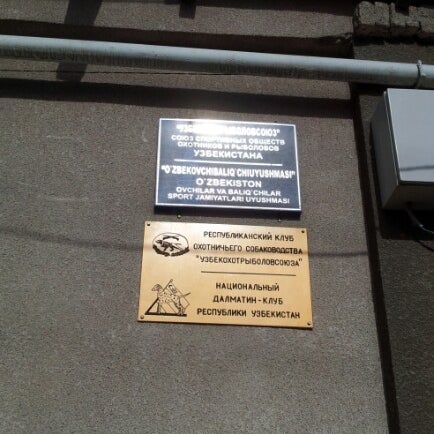 "УЗБЕКОХОТРЫБОЛОВСОЮЗ"
СОЮЗ СПОРТИВНЫХ ОБЩЕСТВ
ОХОТНИКОВ И РЫБОЛОВОВ
УЗБЕКИСТАНА
"O`ZBEKOVCHIBALIQ`CHIUYUSHMASI"
O`ZBEKISTON
OVCHILAR VA BALIQ`CHILAR
SPORT JAMIYATLARI UYUSHMASI
РЕСПУБЛИКАНСКИЙ КЛУБ
ОХОТНИЧЬЕГО СОБАКОВОДСТВА
"УЗБЕКОХОТРЫБОЛОВСОЮЗА"
НАЦИОНАЛЬНЫЙ
ДАЛМАТИН-КЛУБ
РЕСПУБЛИКИ УЗБЕКИСТАН